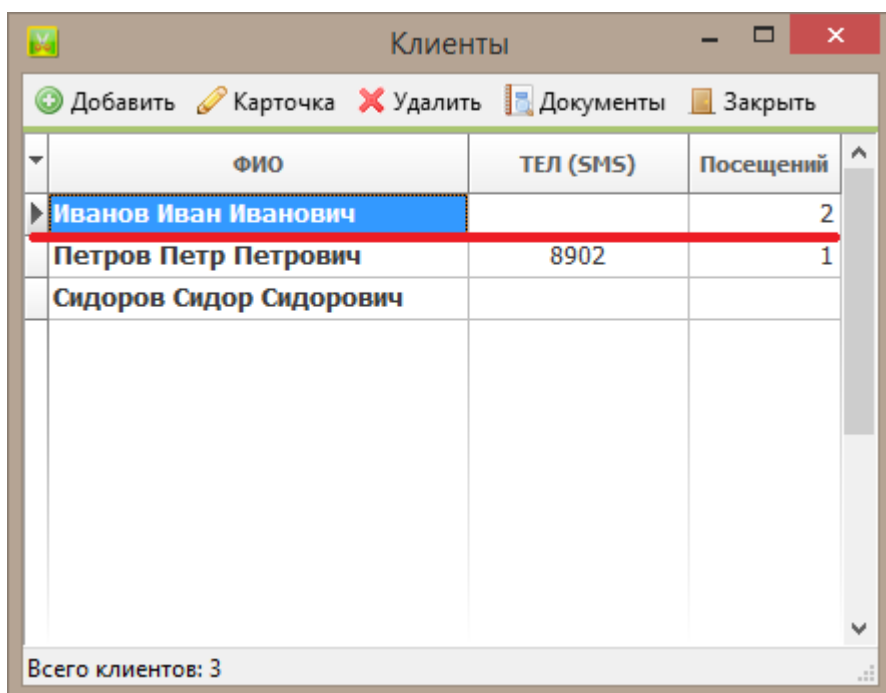 Клиенты
Добавить Карточка Удалить Документы Закрыть
ФИО ТЕЛ (SMS) Посещений
Иванов Иван Иванович 2
Петров Петр Петрович 8902 1
Сидоров Сидор Сидорович
Всего клиентов: 3